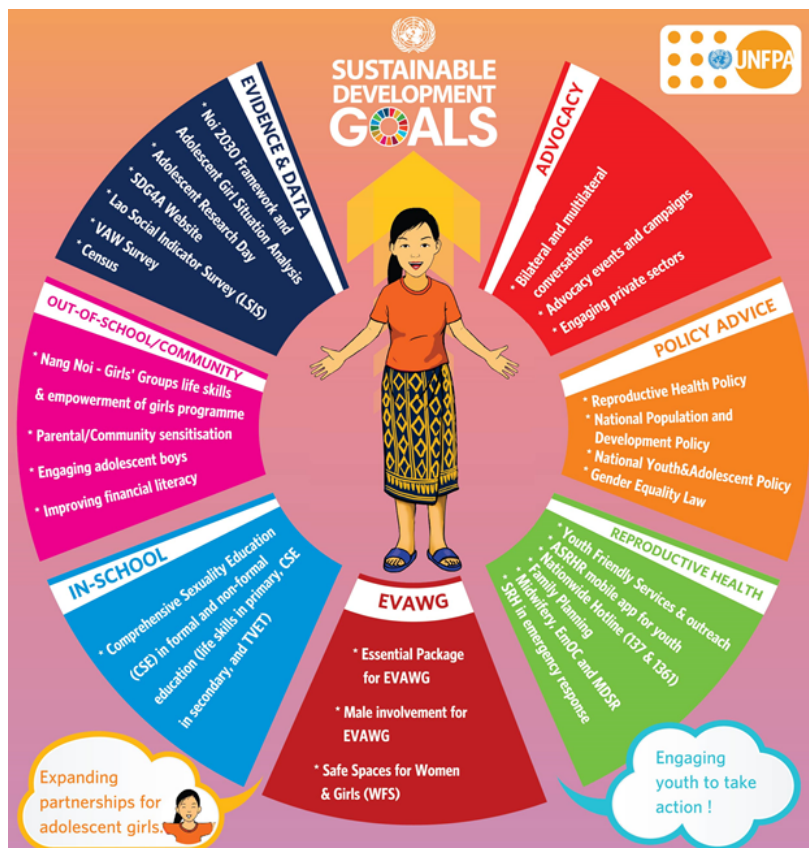 SUSTAINABLE
DEVELOPMENT
GOALS
UNFPA
EVIDENCE & DATA
* Noi 2030 Framework and
Adolescent Girl Situation Analysis
* Adolescent Research Day
* SDG4A Website
* Lao Social Indicator Survey (LSIS)
* VAW Survey
* Census
ADVOCACY
* Bilateral and multilateral
conversations
* Advocacy events and campaigns
* Engaging private sectors
OUT-OF-SCHOOL/COMMUNITY
* Nang Noi - Girls' Groups life skills
& empowerment of girls programme
* Parental/Community sensitisation
* Engaging adolescent boys
* Improving financial literacy
POLICY ADVICE
* Reproductive Health Policy
* National Population and
Development Policy
* National Youth&Adolescent Policy
* Gender Equality Law
IN-SCHOOL
* Comprehensive Sexuality Education
(CSE) in formal and non-formal
education (life skills in primary, CSE
in secondary, and TVET)
EVAWG
* Essential Package
for EVAWG
* Male involvement for
EVAWG
* Safe Spaces for Women
& Girls (WFS)
REPRODUCTIVE HEALTH
* Youth Friendly Services & outreach
* ASRHR mobile app for youth
* Nationwide Hotline (137 & 1361)
* Family Planning
* Midwifery, EmOC and MDSR
* SRH in emergency response
Expanding
partnerships for
adolescent girls.
Engaging
youth to take
action !